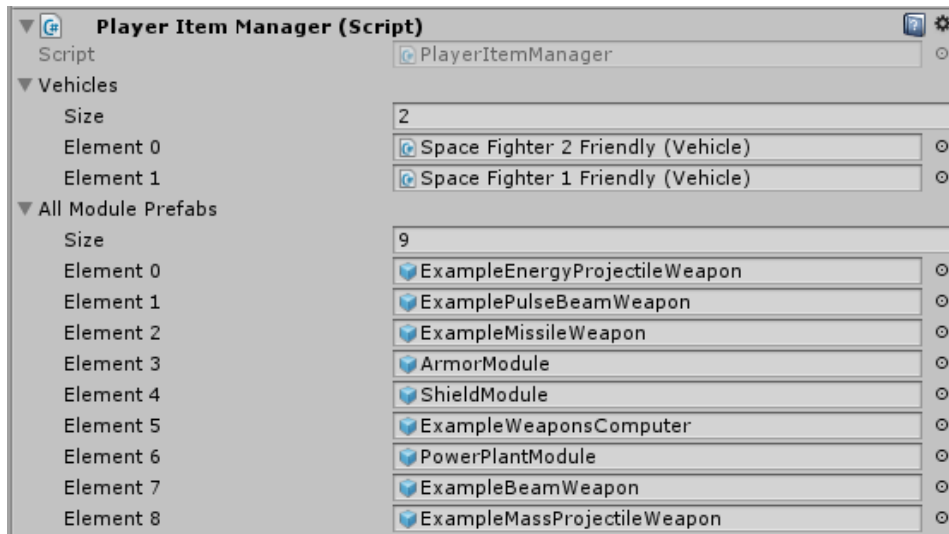 Player Item Manager (Script)
Script PlayerItemManager
Vehicles
Size 2
Element 0 Space Fighter 2 Friendly (Vehicle)
Element 1 Space Fighter 1 Friendly (Vehicle)
All Module Prefabs
Size 9
Element 0 ExampleEnergyProjectileWeapon
Element 1 ExamplePulseBeamWeapon
Element 2 ExampleMissileWeapon
Element 3 ArmorModule
Element 4 ShieldModule
Element 5 ExampleWeaponsComputer
Element 6 PowerPlantModule
Element 7 ExampleBeamWeapon
Element 8 ExampleMassProjectileWeapon